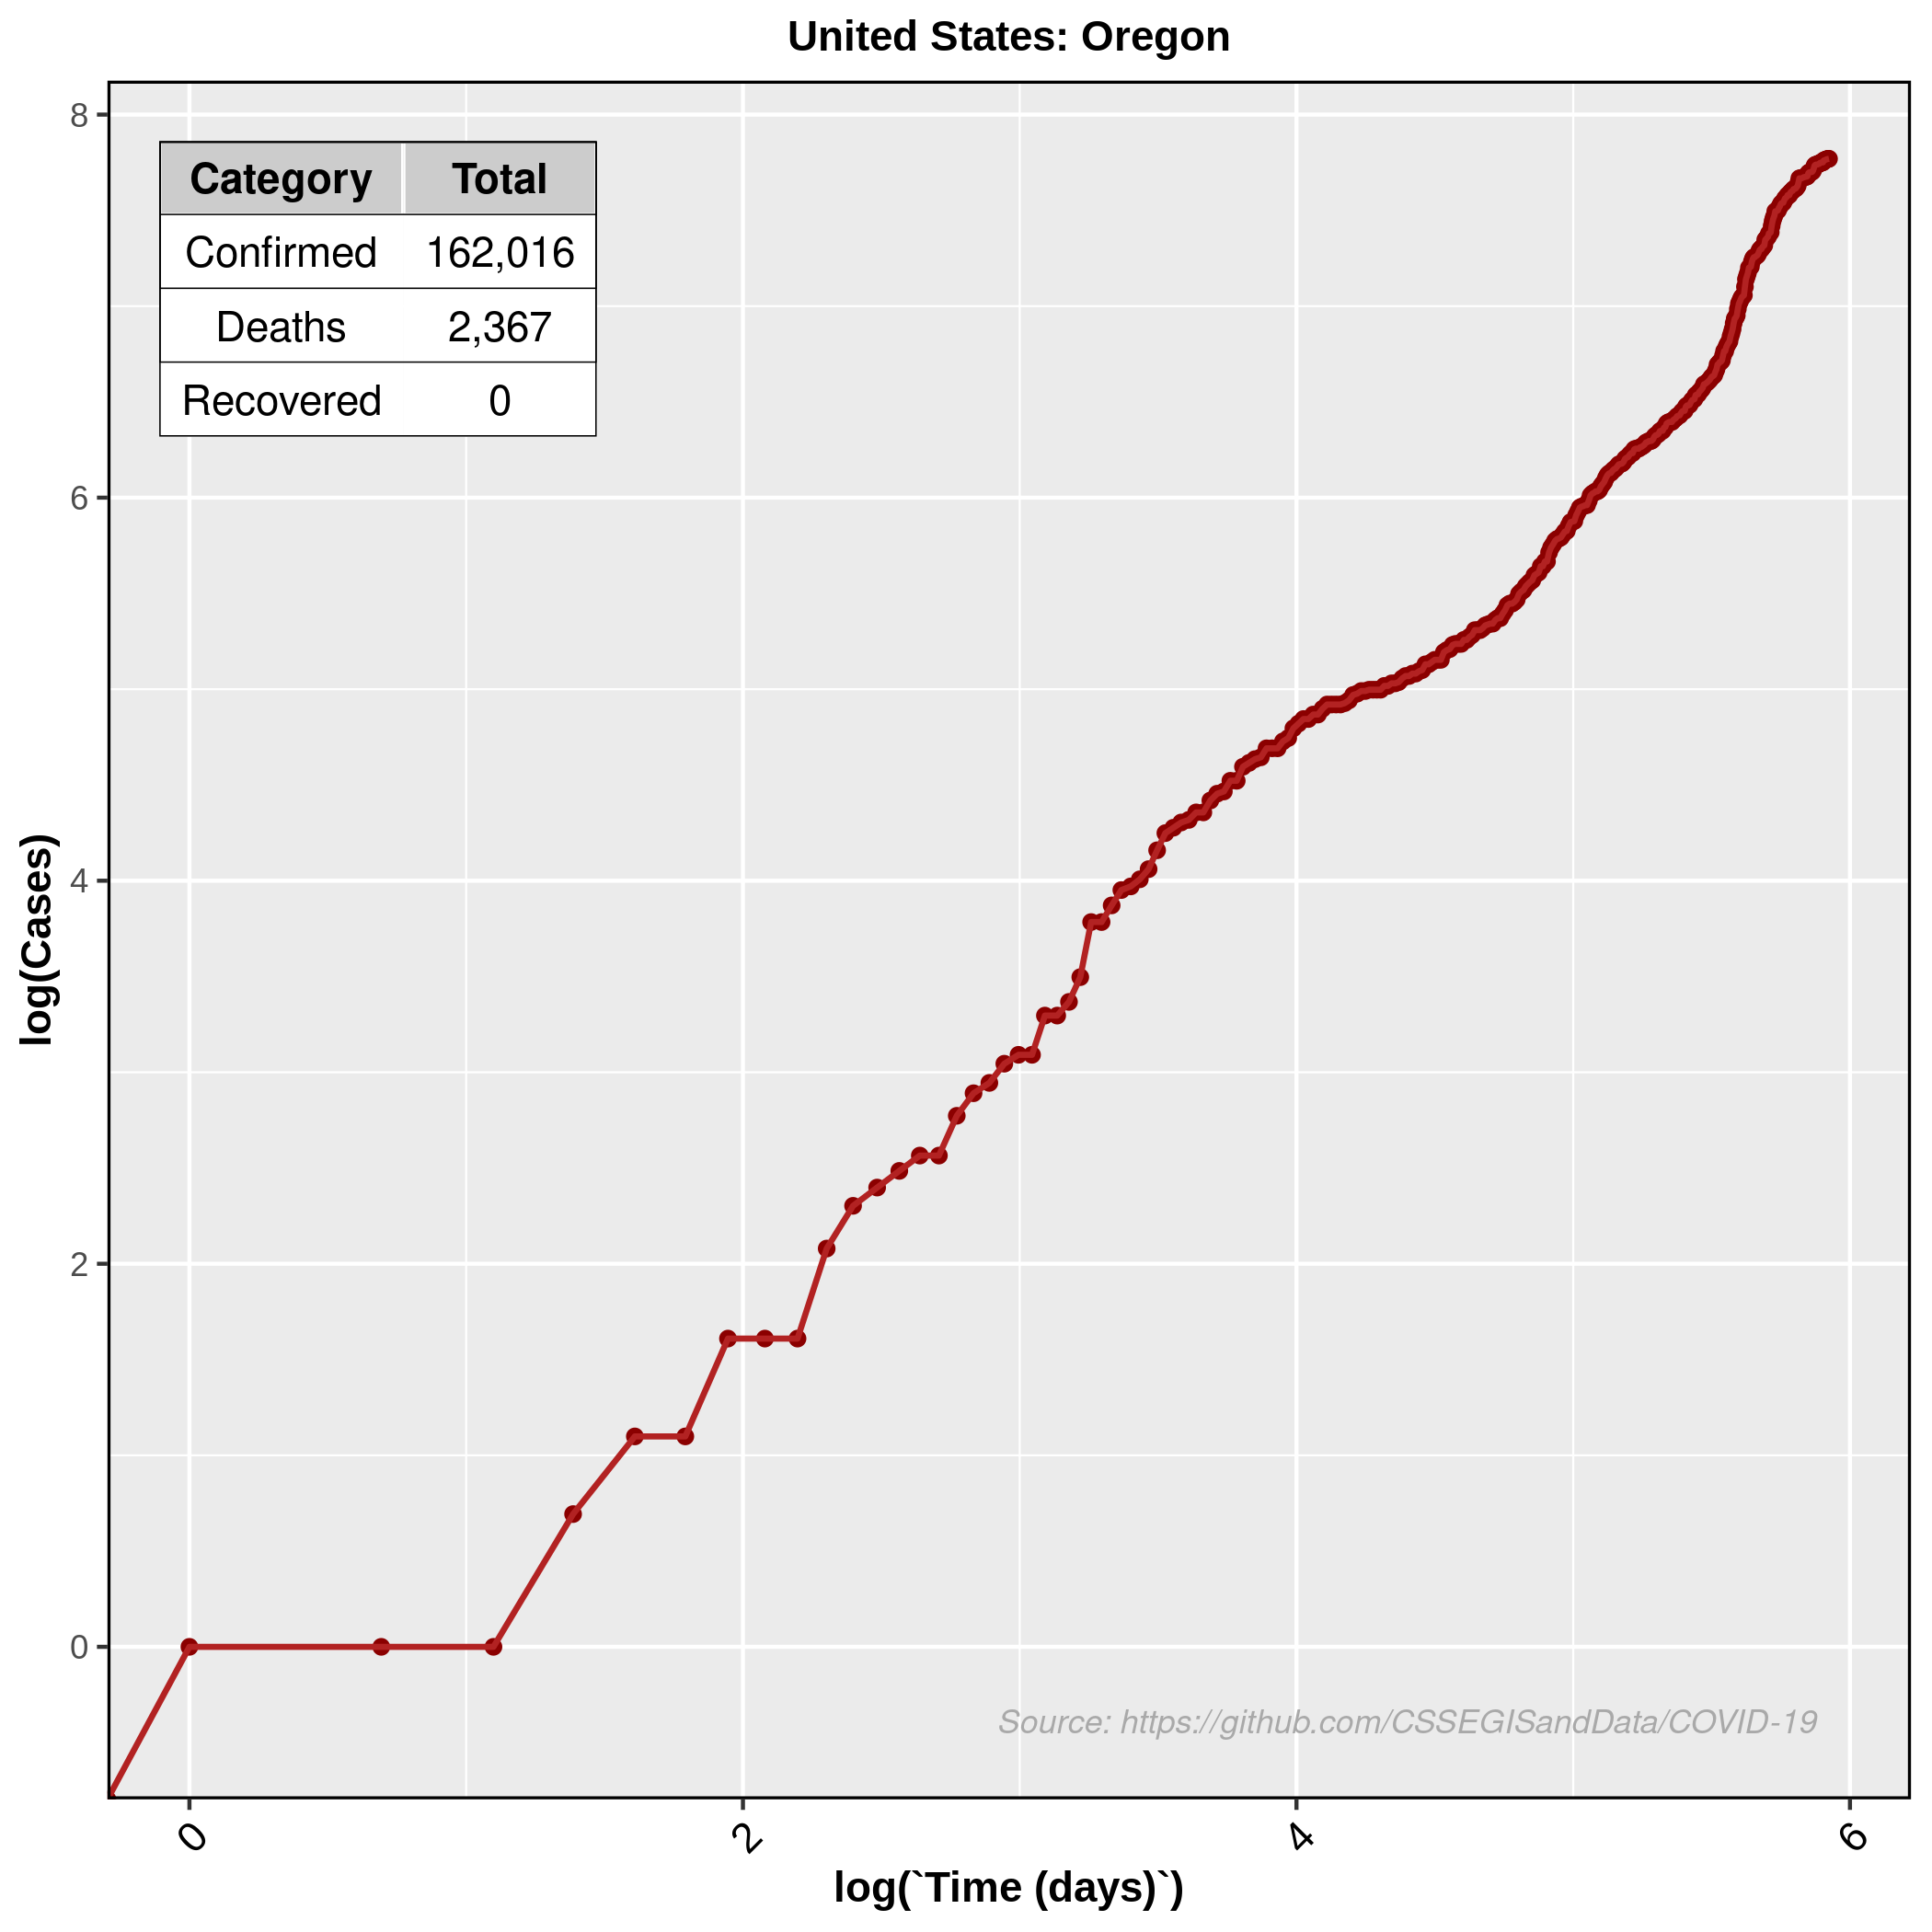 United States: Oregon
8
6
4
2
0
Category Total
Confirmed 162,016
Deaths 2,367
Recovered 0
log(Cases)
Source: https://github.com/CSSEGISandData/COVID-19
0 2 4 6
log(`Time (days)`)